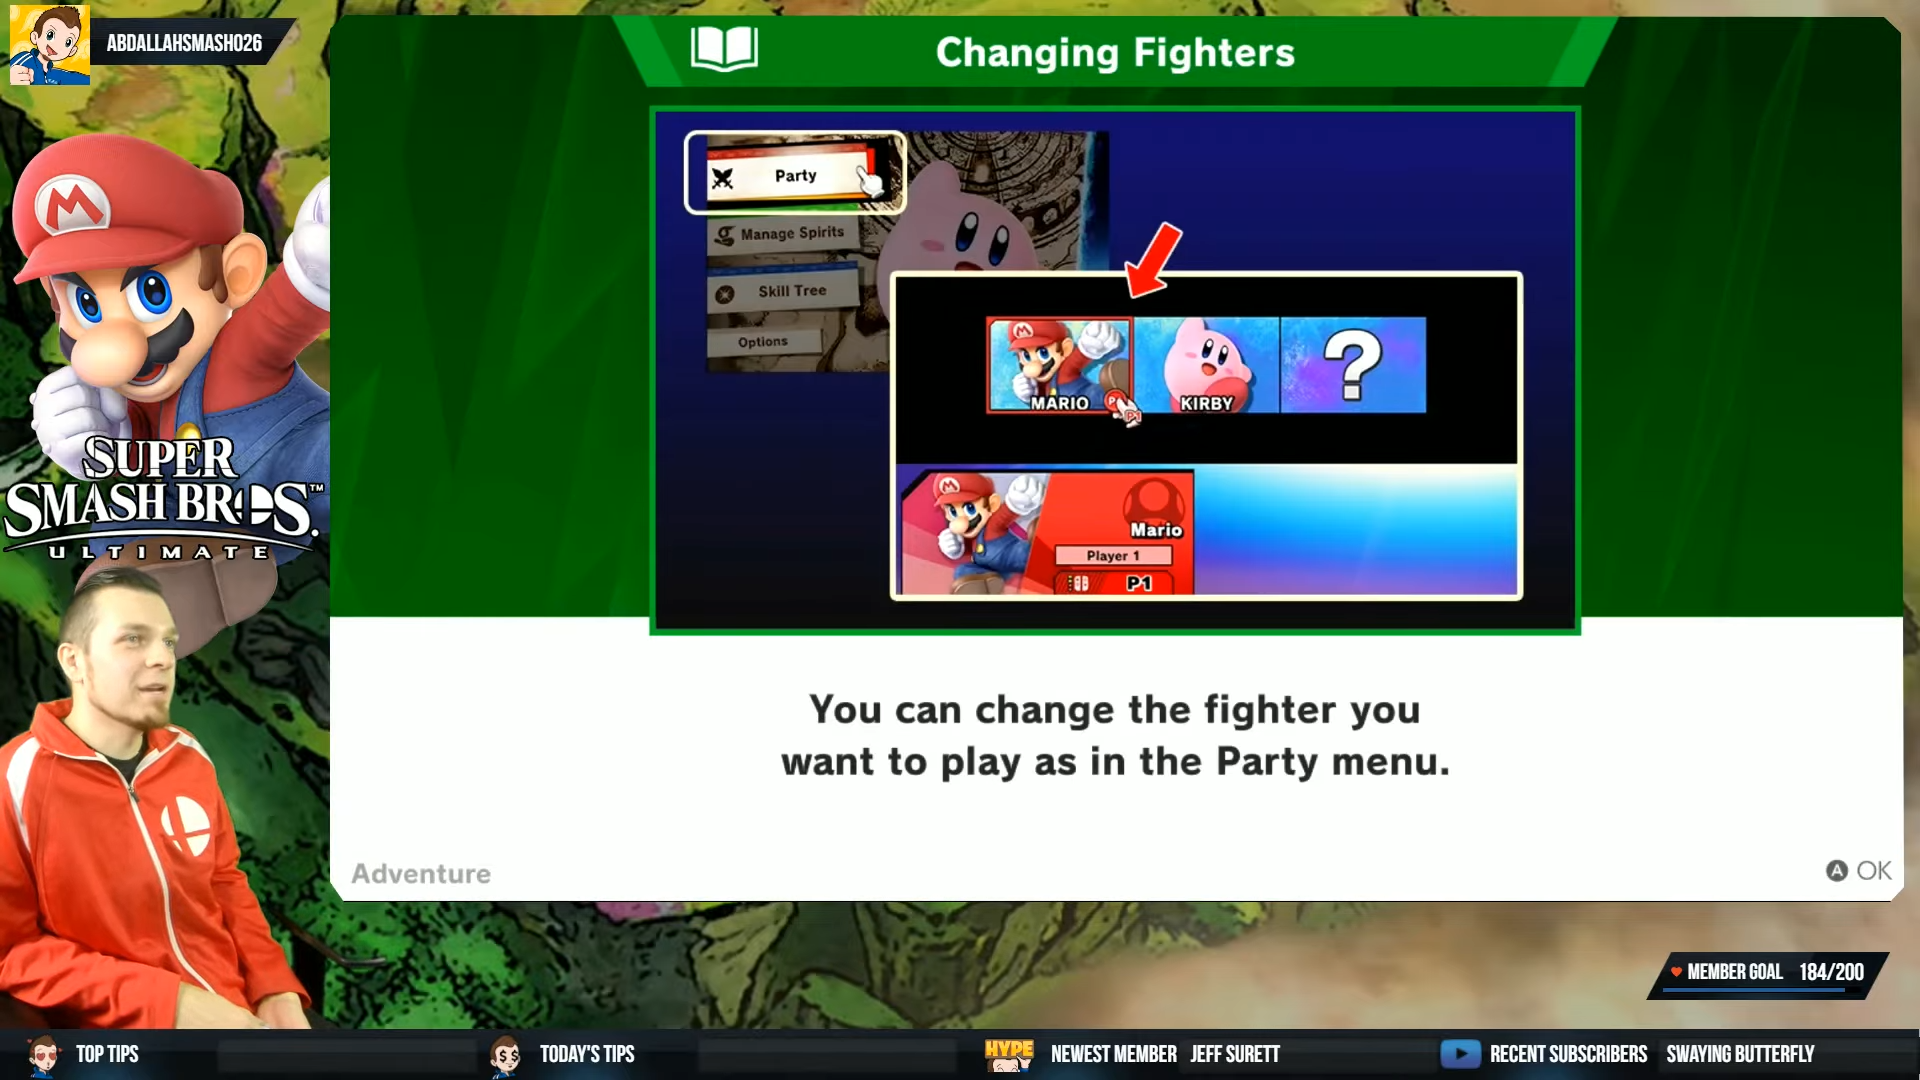 ABDALLAHSMASH026
Changing Fighters
Party
Manage Spirits
Skill Tree
Options
MARIO
KIRBY
?
P1
Mario
Player 1
P1
SUPER
SMASH BROS.™
ULTIMATE
You can change the fighter you
want to play as in the Party menu.
Adventure
A OK
MEMBER GOAL 184/200
TOP TIPS
TODAY'S TIPS
HYPE
NEWEST MEMBER JEFF SURETT
RECENT SUBSCRIBERS SWAYING BUTTERFLY